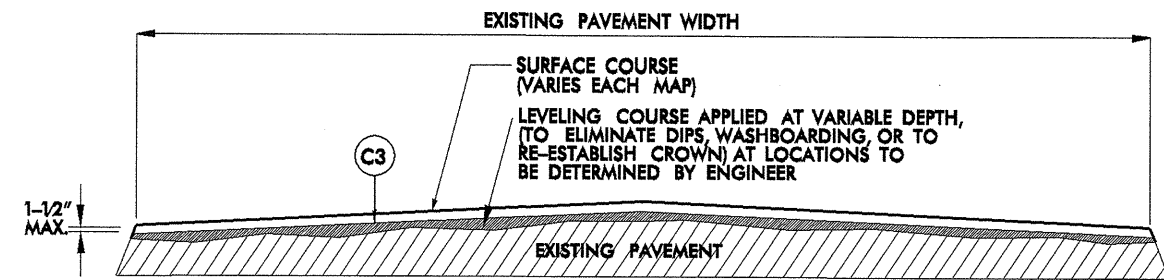 EXISTING PAVEMENT WIDTH
SURFACE COURSE
(VARIES EACH MAP)
LEVELING COURSE APPLIED AT VARIABLE DEPTH,
(TO ELIMINATE DIPS, WASHBOARDING, OR TO
RE-ESTABLISH CROWN) AT LOCATIONS TO
BE DETERMINED BY ENGINEER
C3
1-1/2"
MAX.
EXISTING PAVEMENT